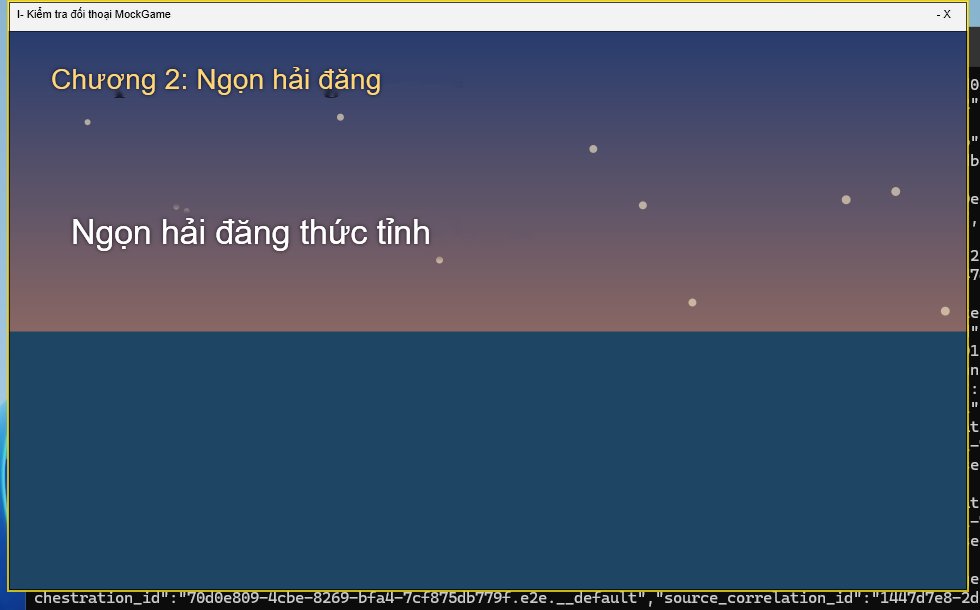 I- Kiểm tra đối thoại MockGame
- X
Chương 2: Ngọn hải đăng
Ngọn hải đăng thức tỉnh
chestration_id":"70d0e809-4cbe-8269-bfa4-7cf875db779f.e2e.__default","source_correlation_id":"1447d7e8-2d